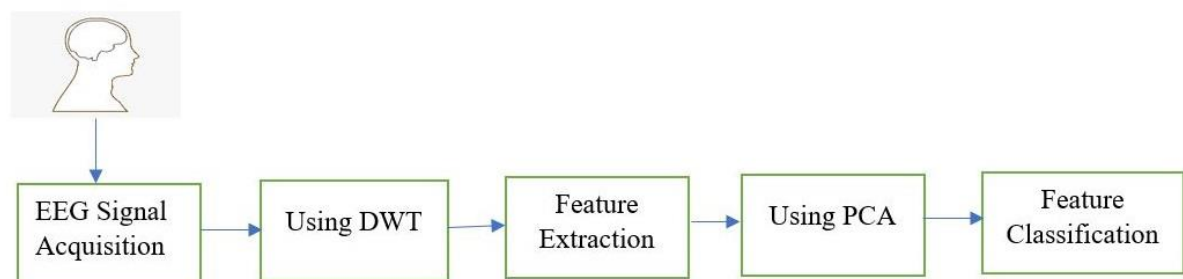 EEG Signal
Acquisition
Using DWT
Feature
Extraction
Using PCA
Feature
Classification